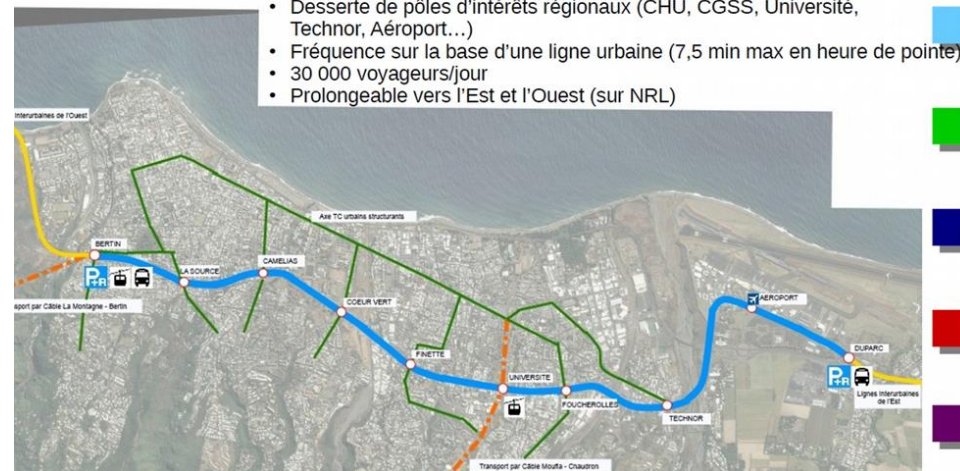 • Desserte de pôles d'intérêts régionaux (CHU, CGSS, Université,
Technor, Aéroport…)
• Fréquence sur la base d'une ligne urbaine (7,5 min max en heure de pointe)
• 30 000 voyageurs/jour
• Prolongeable vers l'Est et l'Ouest (sur NRL)
Interurbaines de l'Ouest
Axe TC urbains structurants
BERTIN
P+R
LA SOURCE
CAMELIAS
sport par Câble La Montagne - Bertin
COEUR VERT
AEROPORT
FINETTE
DUPARC
P+R
UNIVERSITE
Lignes Interurbaines
de l'Est
FOUCHEROLLES
TECHNOR
Transport par Câble Moufia - Chaudron